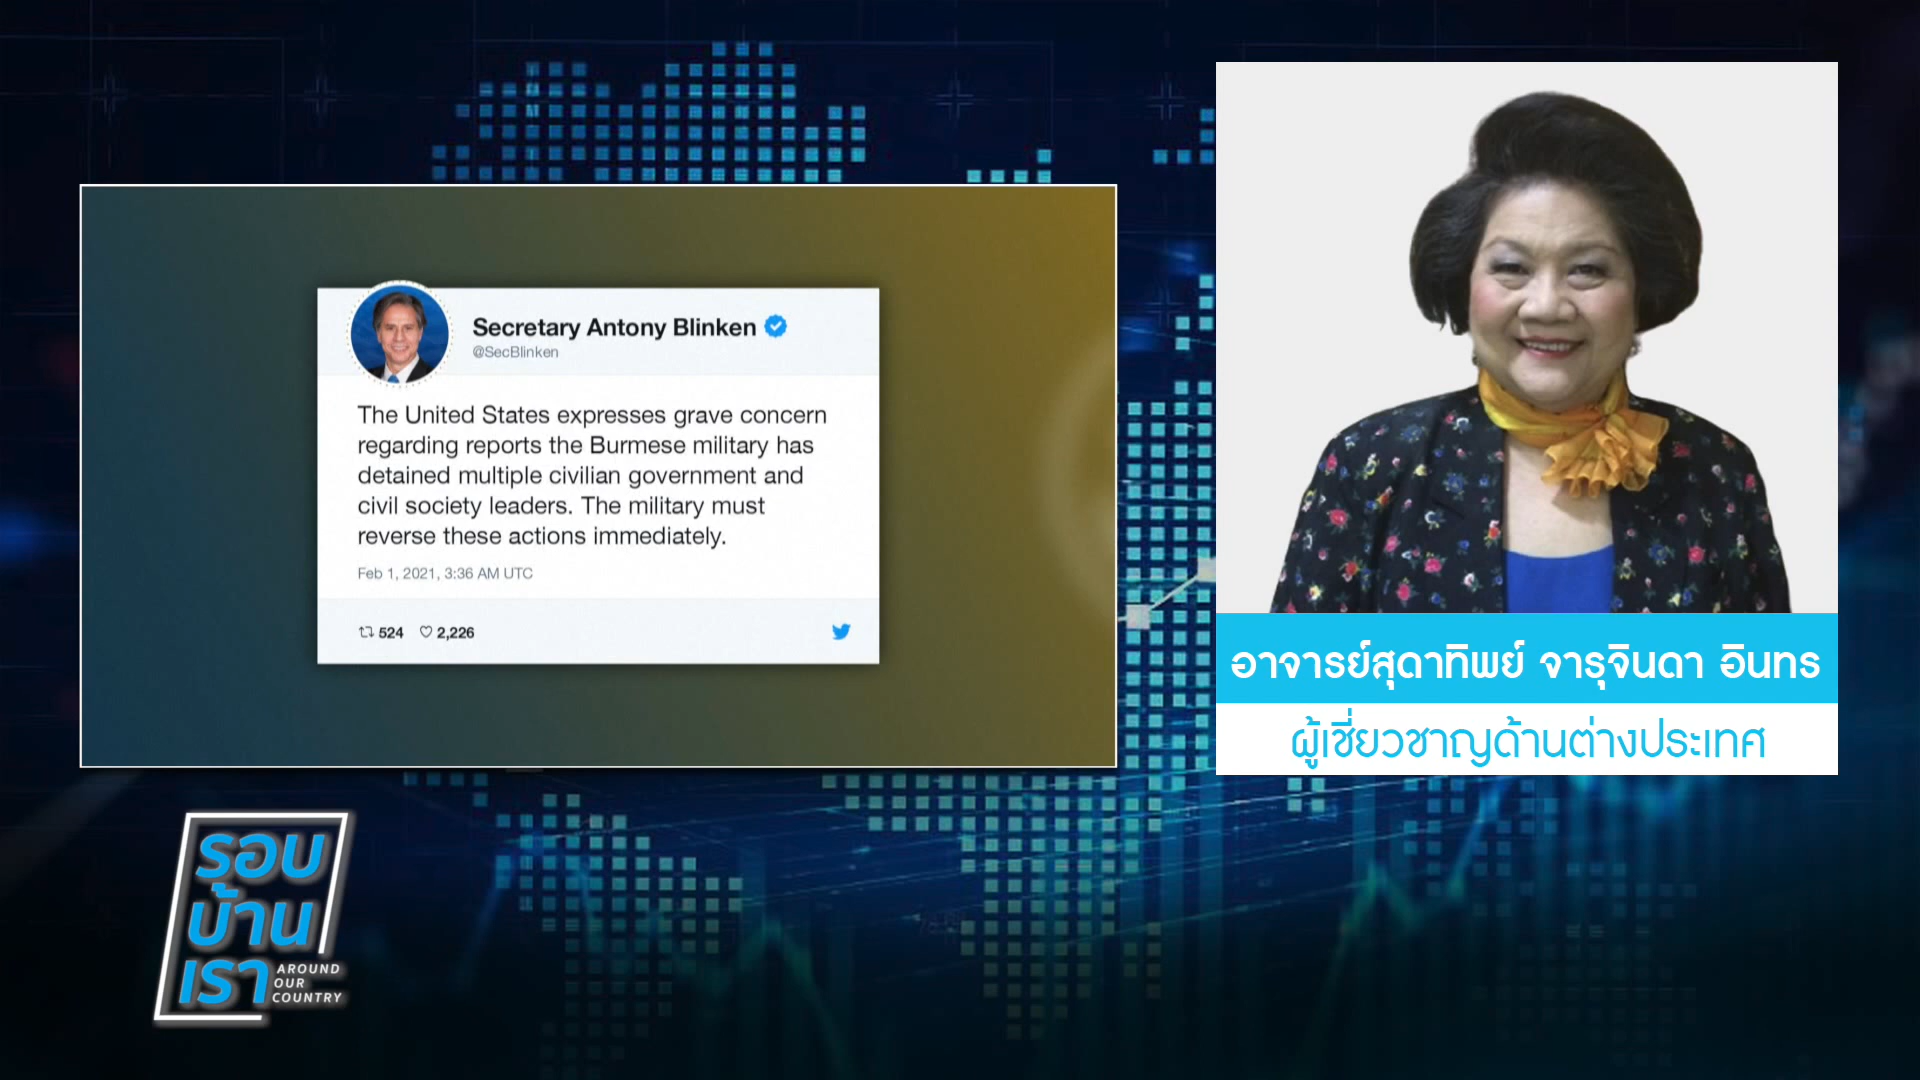 Secretary Antony Blinken
@SecBlinken
The United States expresses grave concern
regarding reports the Burmese military has
detained multiple civilian government and
civil society leaders. The military must
reverse these actions immediately.
Feb 1, 2021, 3:36 AM UTC
524 2,226
อาจารย์สุดาทิพย์ จารุจินดา อินทร
ผู้เชี่ยวชาญด้านต่างประเทศ
รอบ
บ้าน
เรา
AROUND
OUR
COUNTRY